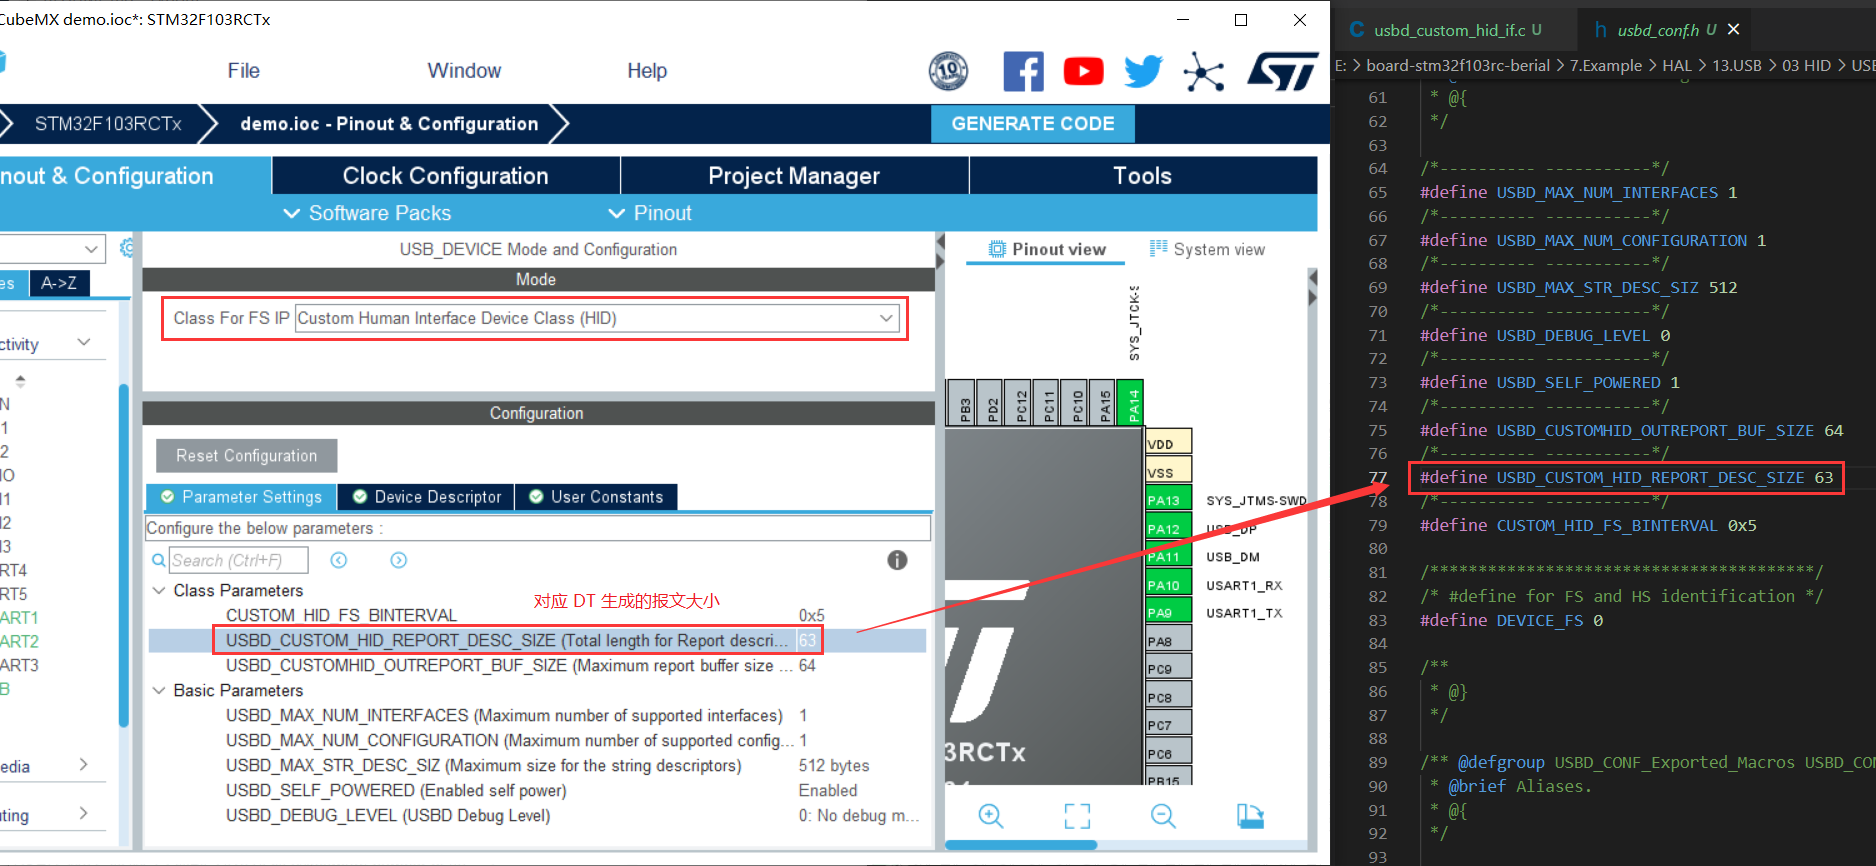 CubeMX demo.ioc*: STM32F103RCTx
File
Window
Help
10
ST
STM32F103RCTx
demo.ioc - Pinout & Configuration
GENERATE CODE
nout & Configuration
Clock Configuration
Project Manager
Tools
Software Packs
Pinout
es
A->Z
ctivity
N
1
2
IO
I1
I2
I3
RT4
RT5
ART1
ART2
ART3
B
edia
ting
USB_DEVICE Mode and Configuration
Mode
Class For FS IP Custom Human Interface Device Class (HID)
Configuration
Reset Configuration
Parameter Settings
Device Descriptor
User Constants
Configure the below parameters :
Search (Ctrl+F)
Class Parameters
对应 DT 生成的报文大小
CUSTOM_HID_FS_BINTERVAL 0x5
USBD_CUSTOM_HID_REPORT_DESC_SIZE (Total length for Report descri... 63
USBD_CUSTOMHID_OUTREPORT_BUF_SIZE (Maximum report buffer size ... 64
Basic Parameters
USBD_MAX_NUM_INTERFACES (Maximum number of supported interfaces) 1
USBD_MAX_NUM_CONFIGURATION (Maximum number of supported config... 1
USBD_MAX_STR_DESC_SIZ (Maximum size for the string descriptors) 512 bytes
USBD_SELF_POWERED (Enabled self power) Enabled
USBD_DEBUG_LEVEL (USBD Debug Level) 0: No debug m...
Pinout view
System view
SYS_JTCK-S
PB3
PD2
PC12
PC11
PC10
PA15
PA14
VDD
VSS
PA13 SYS_JTMS-SWD
PA12 USB_DP
PA11 USB_DM
PA10 USART1_RX
PA9 USART1_TX
PA8
PC9
PC8
PC7
PC6
PB15
3RCTx
usbd_custom_hid_if.c U
usbd_conf.h U
E: > board-stm32f103rc-berial > 7.Example > HAL > 13.USB > 03 HID > USE
61 * @{
62 */
63
64 /*---------- -----------*/
65 #define USBD_MAX_NUM_INTERFACES 1
66 /*---------- -----------*/
67 #define USBD_MAX_NUM_CONFIGURATION 1
68 /*---------- -----------*/
69 #define USBD_MAX_STR_DESC_SIZ 512
70 /*---------- -----------*/
71 #define USBD_DEBUG_LEVEL 0
72 /*---------- -----------*/
73 #define USBD_SELF_POWERED 1
74 /*---------- -----------*/
75 #define USBD_CUSTOMHID_OUTREPORT_BUF_SIZE 64
76 /*---------- -----------*/
77 #define USBD_CUSTOM_HID_REPORT_DESC_SIZE 63
78 /*---------- -----------*/
79 #define CUSTOM_HID_FS_BINTERVAL 0x5
80
81 /****************************************/
82 /* #define for FS and HS identification */
83 #define DEVICE_FS 0
84
85 /**
86 * @}
87 */
88
89 /** @defgroup USBD_CONF_Exported_Macros USBD_CON
90 * @brief Aliases.
91 * @{
92 */
93